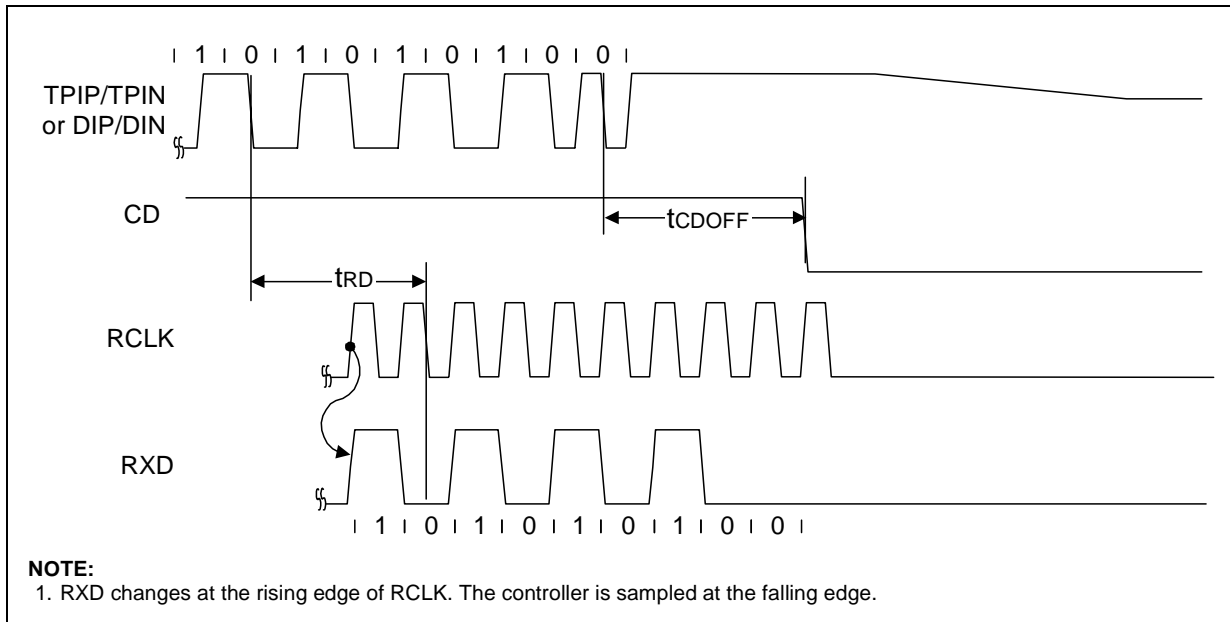 1 0 1 0 1 0 1 0 0
TPIP/TPIN
or DIP/DIN
CD
tCDOFF
tRD
RCLK
RXD
1 0 1 0 1 0 1 0 0
NOTE:
1. RXD changes at the rising edge of RCLK. The controller is sampled at the falling edge.